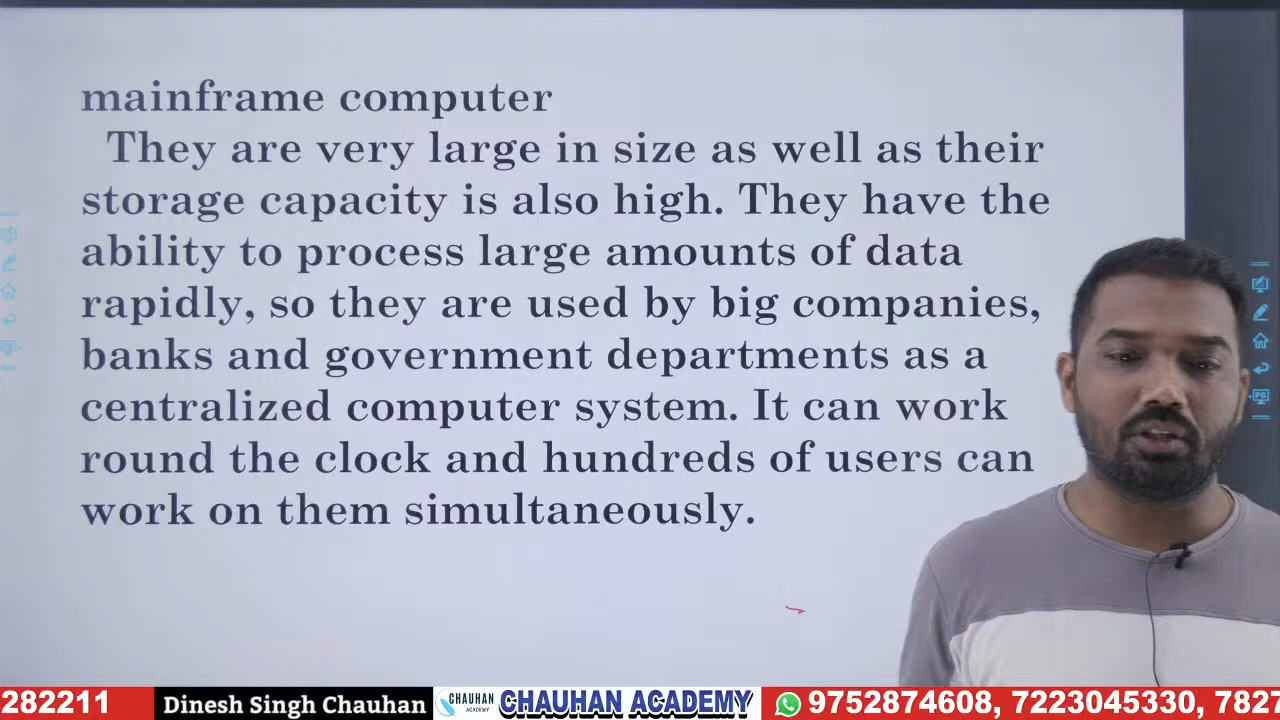 mainframe computer
They are very large in size as well as their
storage capacity is also high. They have the
ability to process large amounts of data
rapidly, so they are used by big companies,
banks and government departments as a
centralized computer system. It can work
round the clock and hundreds of users can
work on them simultaneously.
PG
282211 Dinesh Singh Chauhan CHAUHAN ACADEMY CHAUHAN ACADEMY 9752874608, 7223045330, 7827